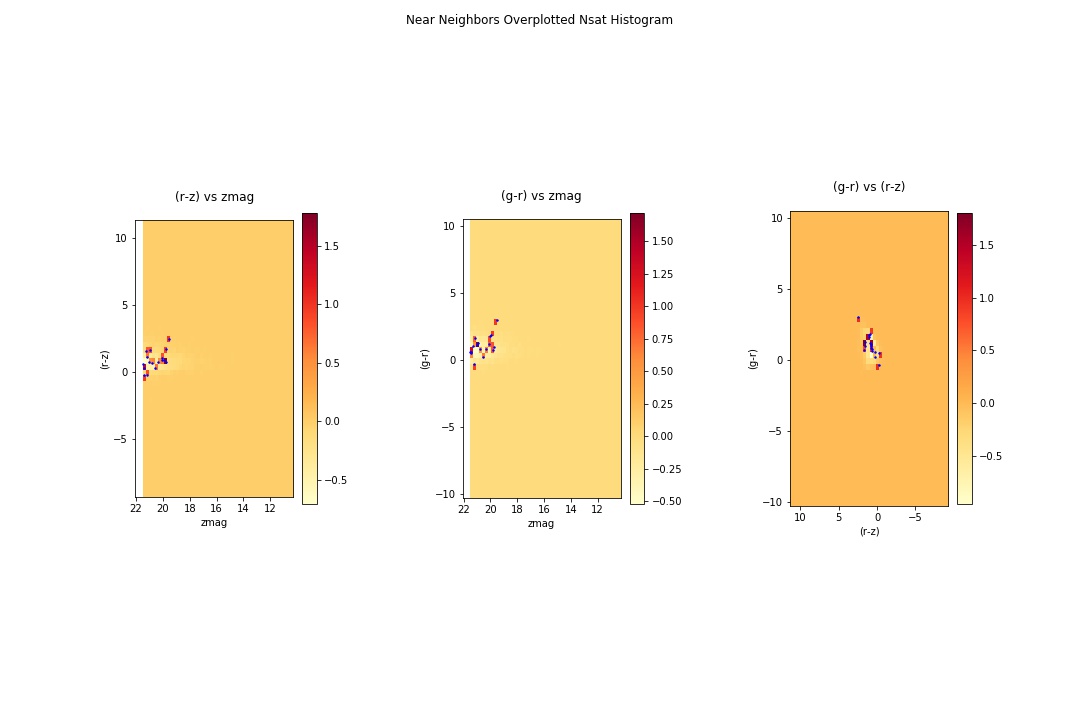 Near Neighbors Overplotted Nsat Histogram
(r-z) vs zmag
10
5
0
−5
(r-z)
22 20 18 16 14 12
zmag
1.5
1.0
0.5
0.0
−0.5
(g-r) vs zmag
10
5
0
−5
−10
(g-r)
22 20 18 16 14 12
zmag
1.50
1.25
1.00
0.75
0.50
0.25
0.00
−0.25
−0.50
(g-r) vs (r-z)
10
5
0
−5
−10
(g-r)
10 5 0 −5
(r-z)
1.5
1.0
0.5
0.0
−0.5